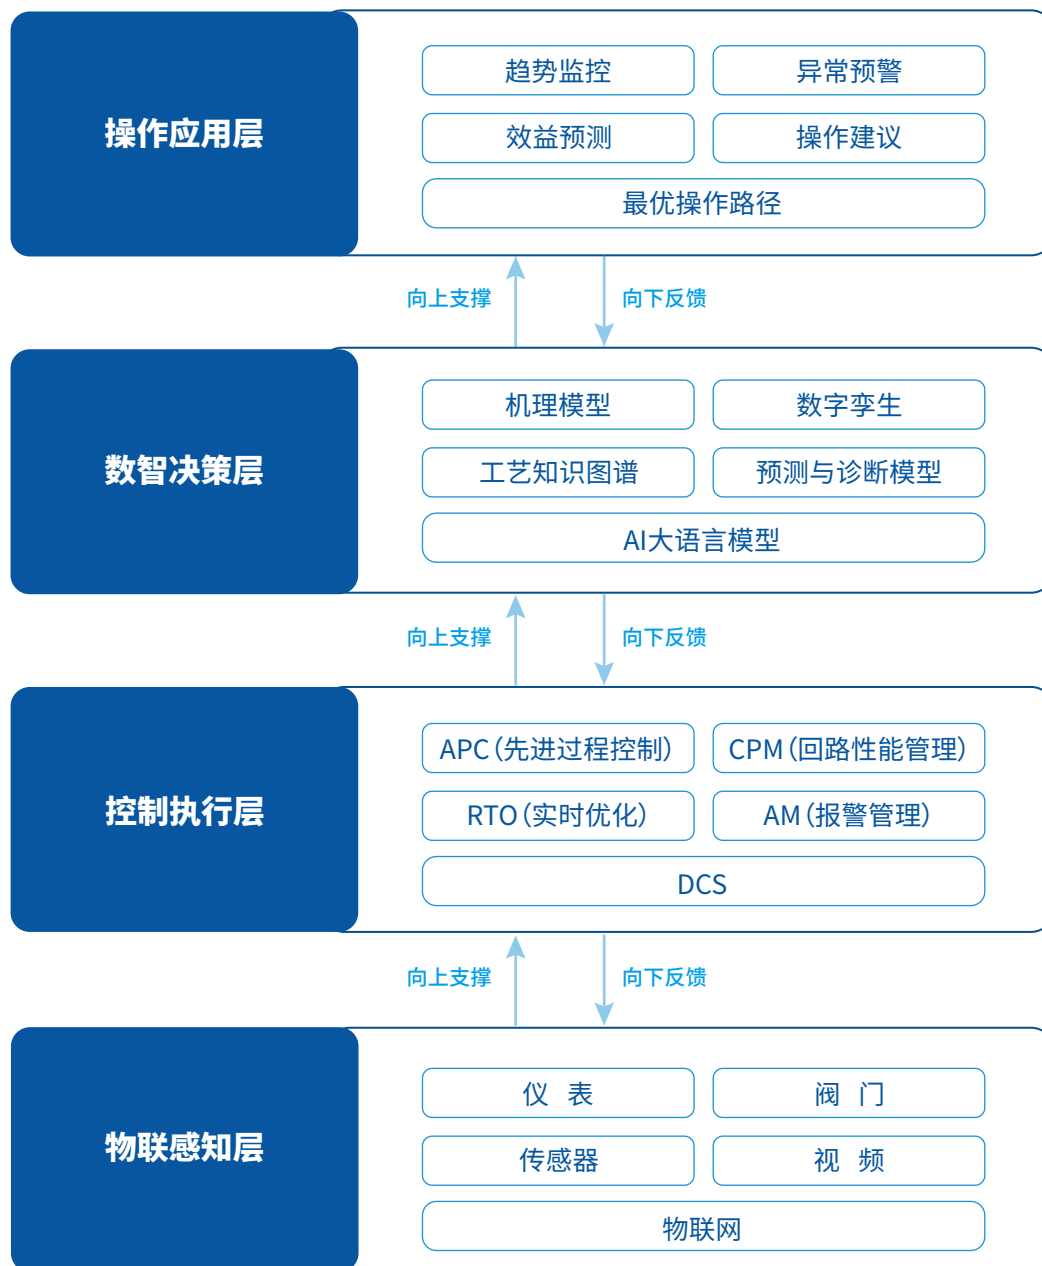 操作应用层
趋势监控
异常预警
效益预测
操作建议
最优操作路径
向上支撑
向下反馈
数智决策层
机理模型
数字孪生
工艺知识图谱
预测与诊断模型
AI大语言模型
向上支撑
向下反馈
控制执行层
APC（先进过程控制）
CPM（回路性能管理）
RTO（实时优化）
AM（报警管理）
DCS
向上支撑
向下反馈
物联感知层
仪 表
阀 门
传感器
视 频
物联网